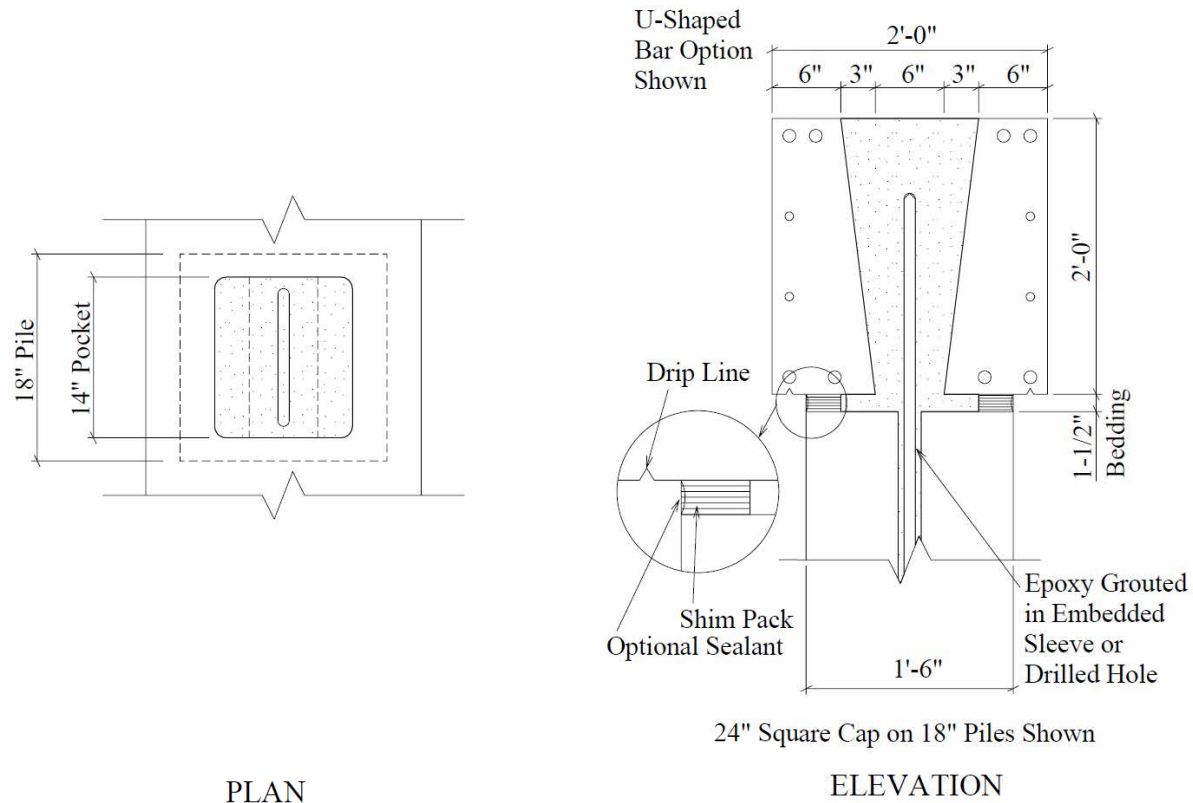 U-Shaped
Bar Option
Shown
2'-0"
6" 3" 6" 3" 6"
2'-0"
1-1/2"
Bedding
18" Pile
14" Pocket
Drip Line
Shim Pack
Optional Sealant
Epoxy Grouted
in Embedded
Sleeve or
Drilled Hole
1'-6"
24" Square Cap on 18" Piles Shown
PLAN
ELEVATION